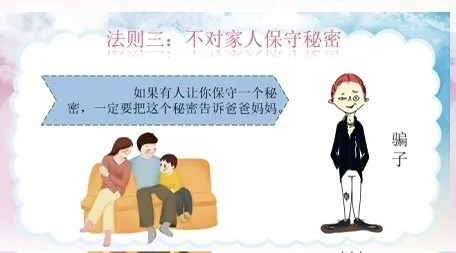 法则三：不对家人保守秘密
如果有人让你保守一个秘
密，一定要把这个秘密告诉爸爸妈妈。
骗
子